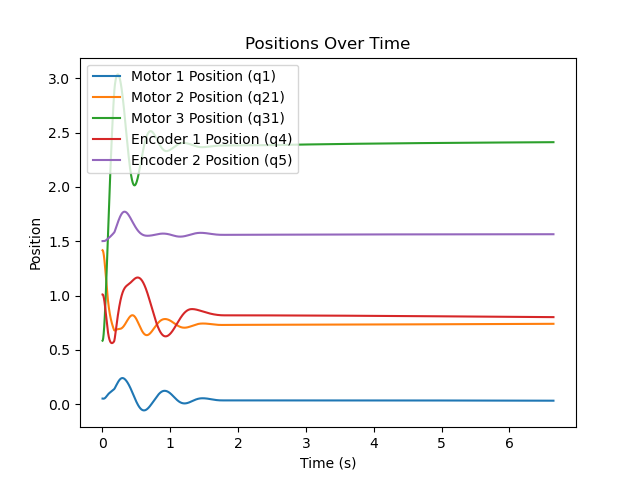 Positions Over Time
Motor 1 Position (q1)
Motor 2 Position (q21)
Motor 3 Position (q31)
Encoder 1 Position (q4)
Encoder 2 Position (q5)
Position
3.0
2.5
2.0
1.5
1.0
0.5
0.0
0 1 2 3 4 5 6
Time (s)